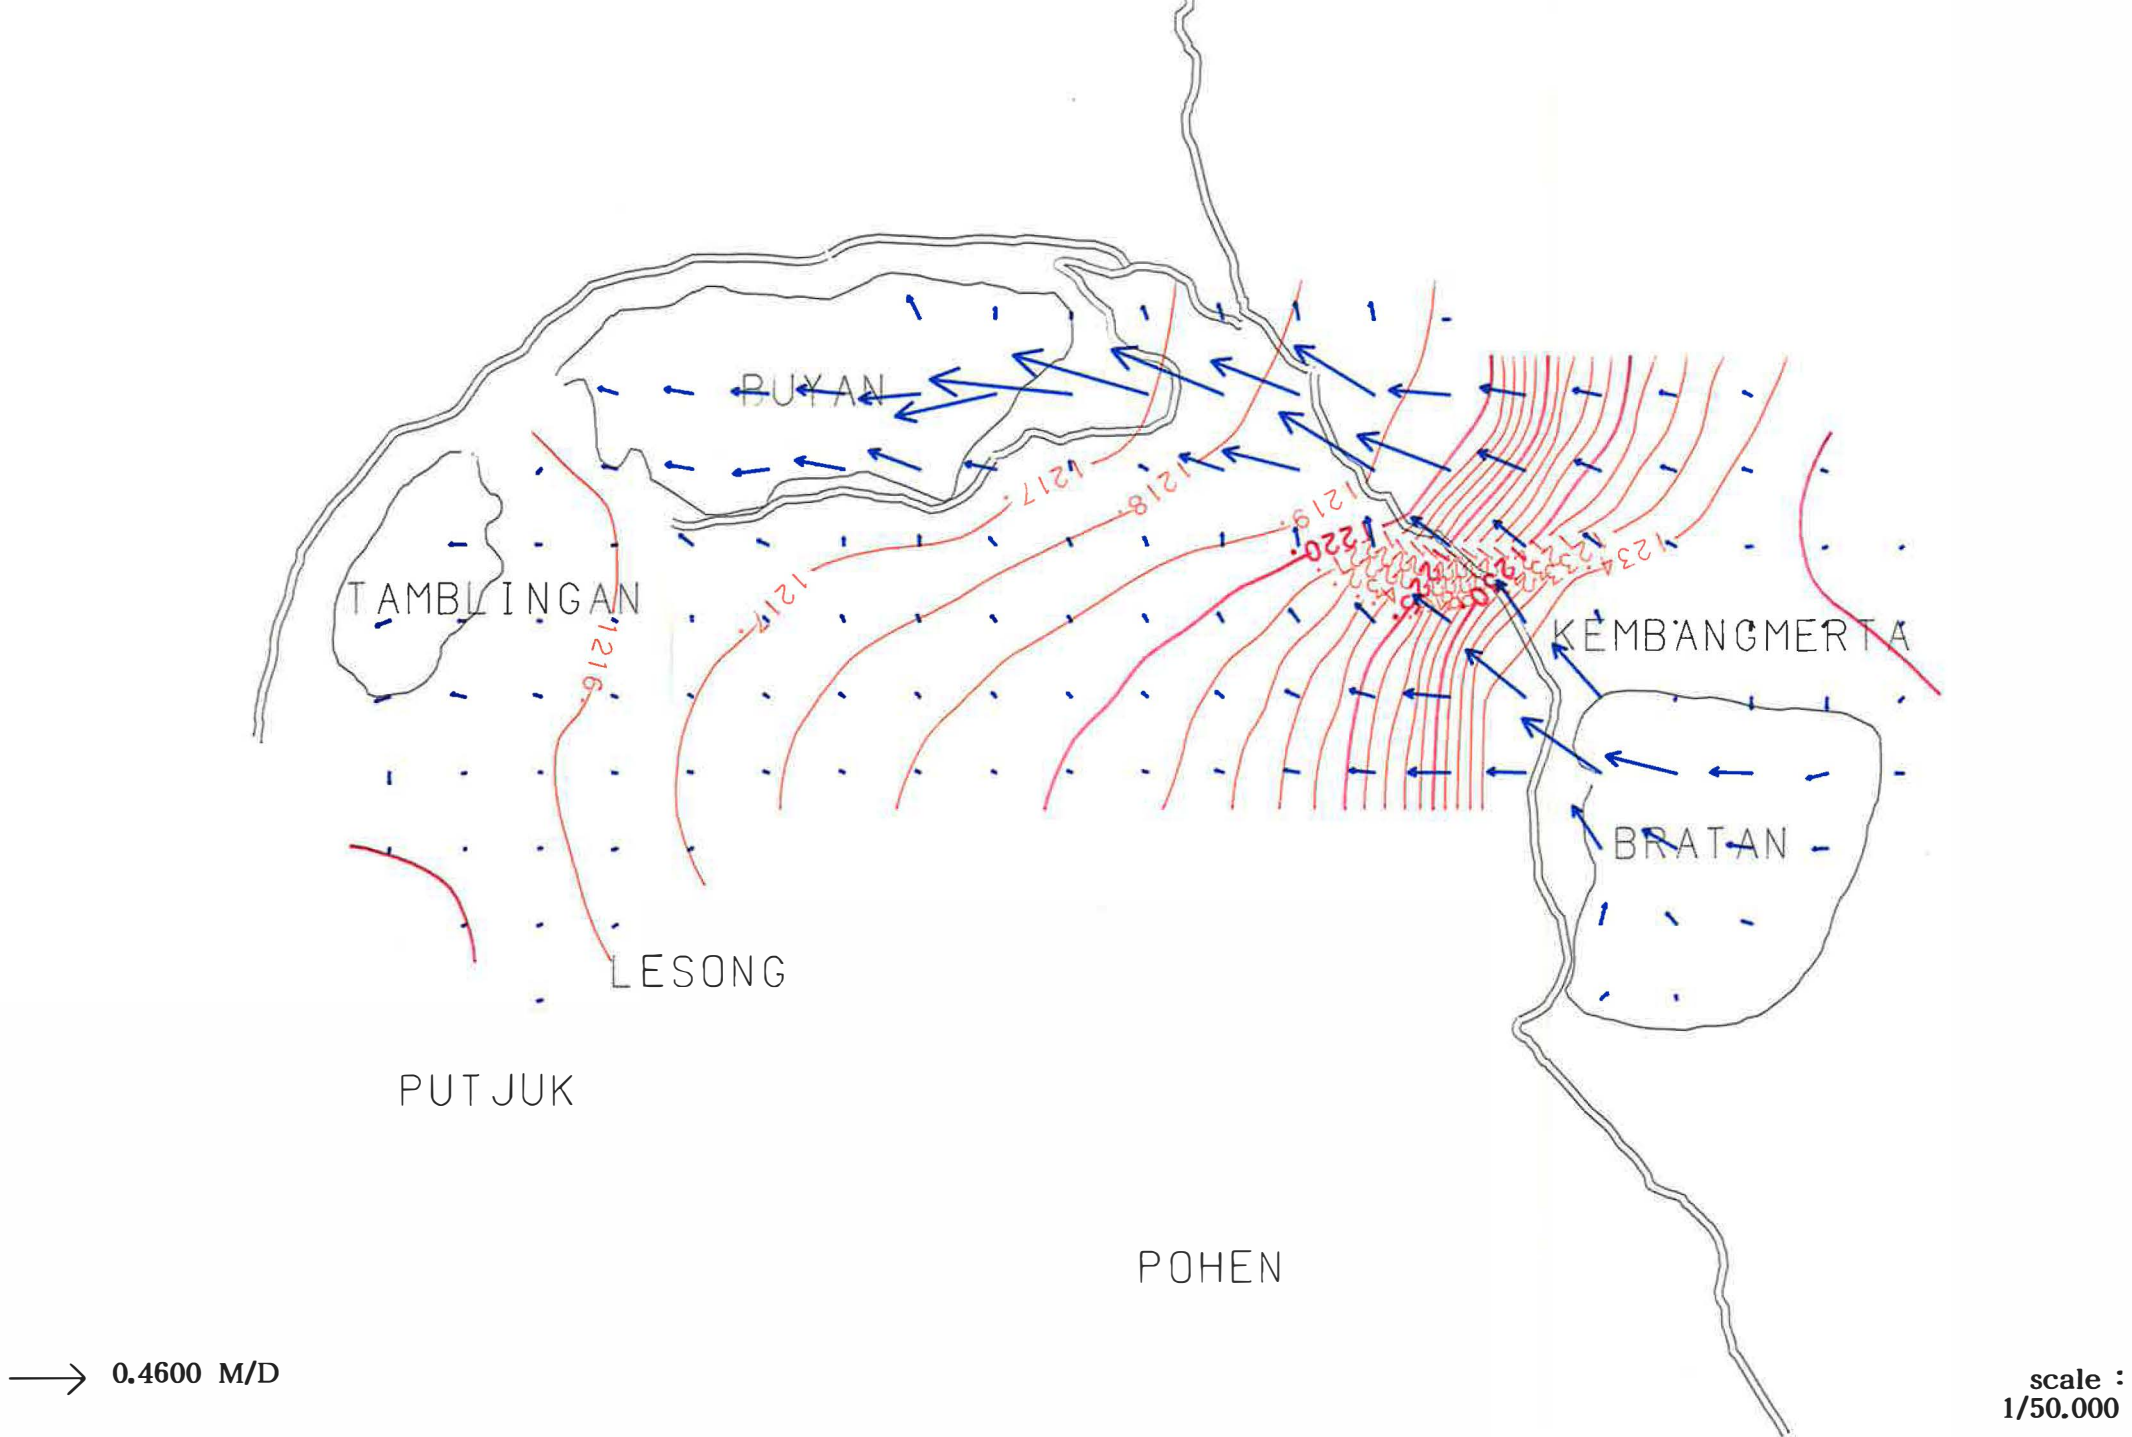 BUYAN
1217.
1218.
1219.
1220.
1234.
1217.
TAMBLINGAN
1216.
KEMBANGMERTA
BRATAN
LESONG
PUTJUK
POHEN
0.4600 M/D
scale :
1/50.000